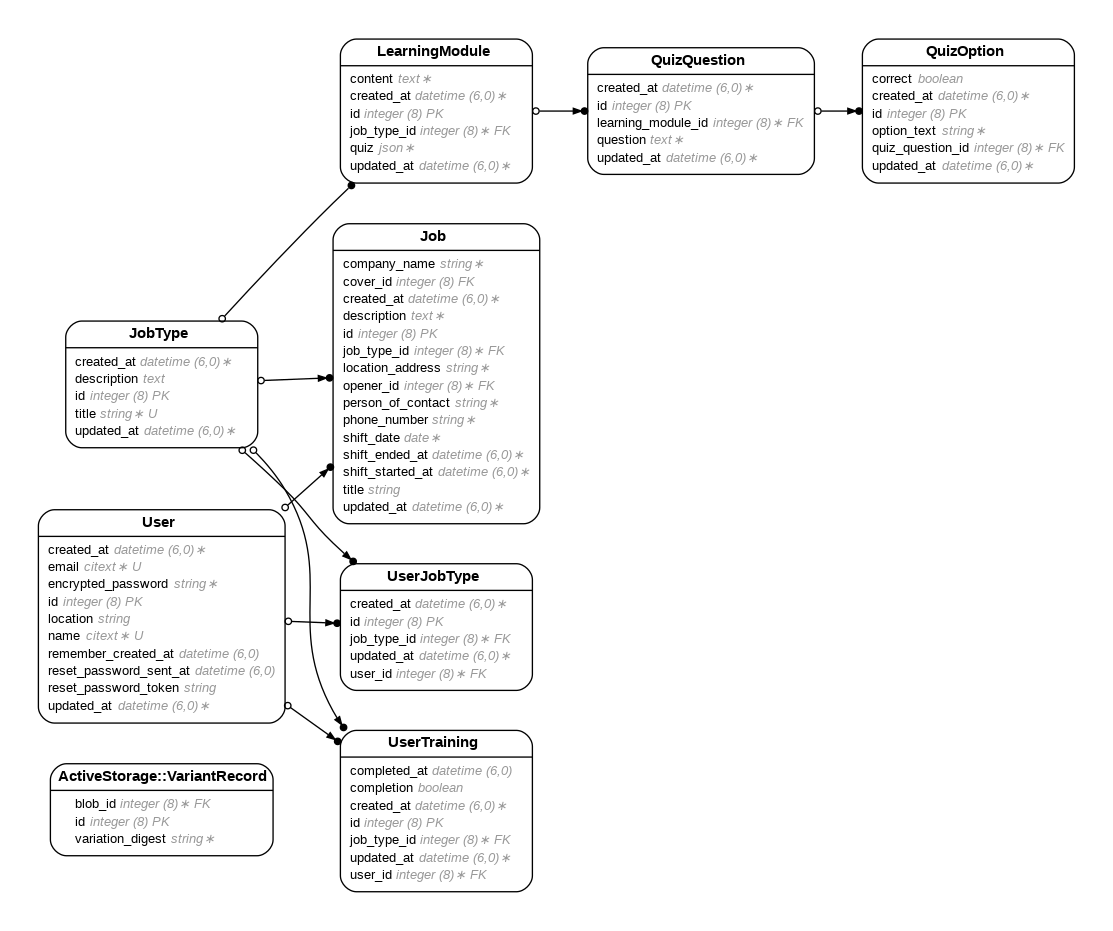 LearningModule
content text∗
created_at datetime (6,0)∗
id integer (8) PK
job_type_id integer (8)∗ FK
quiz json∗
updated_at datetime (6,0)∗
QuizQuestion
created_at datetime (6,0)∗
id integer (8) PK
learning_module_id integer (8)∗ FK
question text∗
updated_at datetime (6,0)∗
QuizOption
correct boolean
created_at datetime (6,0)∗
id integer (8) PK
option_text string∗
quiz_question_id integer (8)∗ FK
updated_at datetime (6,0)∗
Job
company_name string∗
cover_id integer (8) FK
created_at datetime (6,0)∗
description text∗
id integer (8) PK
job_type_id integer (8)∗ FK
location_address string∗
opener_id integer (8)∗ FK
person_of_contact string∗
phone_number string∗
shift_date date∗
shift_ended_at datetime (6,0)∗
shift_started_at datetime (6,0)∗
title string
updated_at datetime (6,0)∗
JobType
created_at datetime (6,0)∗
description text
id integer (8) PK
title string∗ U
updated_at datetime (6,0)∗
User
created_at datetime (6,0)∗
email citext∗ U
encrypted_password string∗
id integer (8) PK
location string
name citext∗ U
remember_created_at datetime (6,0)
reset_password_sent_at datetime (6,0)
reset_password_token string
updated_at datetime (6,0)∗
UserJobType
created_at datetime (6,0)∗
id integer (8) PK
job_type_id integer (8)∗ FK
updated_at datetime (6,0)∗
user_id integer (8)∗ FK
UserTraining
completed_at datetime (6,0)
completion boolean
created_at datetime (6,0)∗
id integer (8) PK
job_type_id integer (8)∗ FK
updated_at datetime (6,0)∗
user_id integer (8)∗ FK
ActiveStorage::VariantRecord
blob_id integer (8)∗ FK
id integer (8) PK
variation_digest string∗